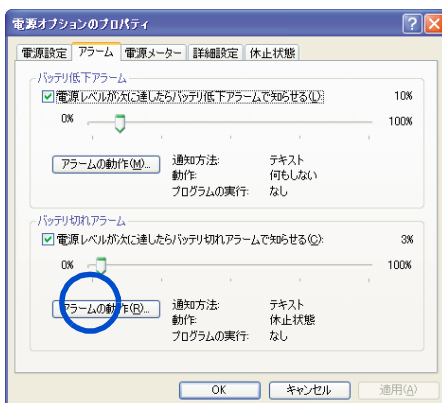 電源オプションのプロパティ
電源設定 アラーム 電源メーター 詳細設定 休止状態
バッテリ低下アラーム
電源レベルが次に達したらバッテリ低下アラームで知らせる(L): 10%
0% 100%
アラームの動作(M)... 通知方法: テキスト
動作: 何もしない
プログラムの実行: なし
バッテリ切れアラーム
電源レベルが次に達したらバッテリ切れアラームで知らせる(C): 3%
0% 100%
アラームの動作(R)... 通知方法: テキスト
動作: 休止状態
プログラムの実行: なし
OK キャンセル 適用(A)